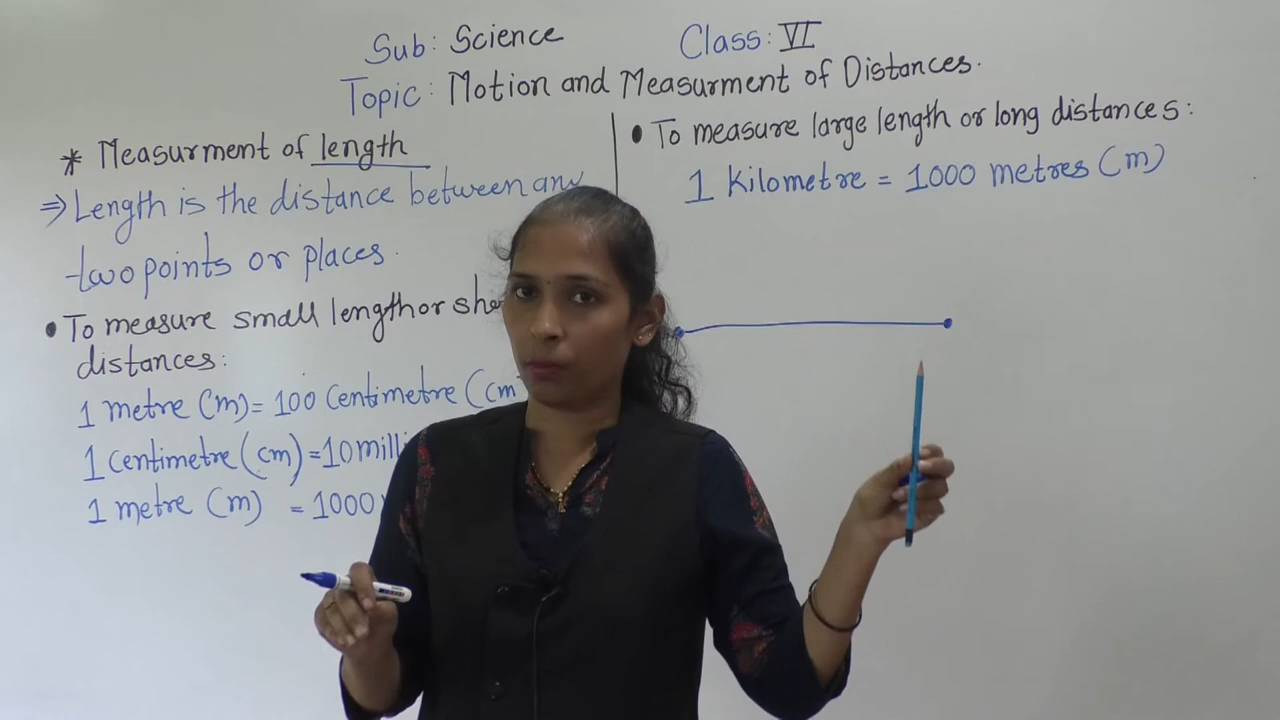 Sub: Science Class: VI
Topic: Motion and Measurment of Distances.
* Measurment of length
⇒ Length is the distance between any
two points or places.
• To measure small length or
distances:
1 metre (m) = 100 Centimetre (cm
1 Centimetre (cm) = 10
1 metre (m) = 1000
• To measure large length or long distances:
1 Kilometre = 1000 metres (m)